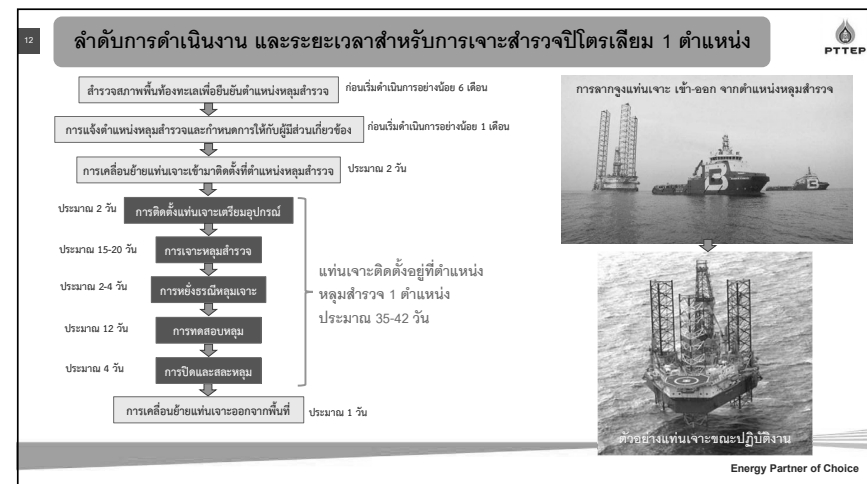 12
ลำดับการดำเนินงาน และระยะเวลาสำหรับการเจาะสำรวจปิโตรเลียม 1 ตำแหน่ง
PTTEP
สำรวจสภาพพื้นท้องทะเลเพื่อยืนยันตำแหน่งหลุมสำรวจ
ก่อนเริ่มดำเนินการอย่างน้อย 6 เดือน
การแจ้งตำแหน่งหลุมสำรวจและกำหนดการให้กับผู้มีส่วนเกี่ยวข้อง
ก่อนเริ่มดำเนินการอย่างน้อย 1 เดือน
การเคลื่อนย้ายแท่นเจาะเข้ามาติดตั้งที่ตำแหน่งหลุมสำรวจ
ประมาณ 2 วัน
ประมาณ 2 วัน
การติดตั้งแท่นเจาะเตรียมอุปกรณ์
ประมาณ 15-20 วัน
การเจาะหลุมสำรวจ
ประมาณ 2-4 วัน
การหยั่งธรณีหลุมเจาะ
ประมาณ 12 วัน
การทดสอบหลุม
ประมาณ 4 วัน
การปิดและสละหลุม
แท่นเจาะติดตั้งอยู่ที่ตำแหน่ง
หลุมสำรวจ 1 ตำแหน่ง
ประมาณ 35-42 วัน
การเคลื่อนย้ายแท่นเจาะออกจากพื้นที่
ประมาณ 1 วัน
การลากจูงแท่นเจาะ เข้า-ออก จากตำแหน่งหลุมสำรวจ
ตัวอย่างแท่นเจาะขณะปฏิบัติงาน
Energy Partner of Choice